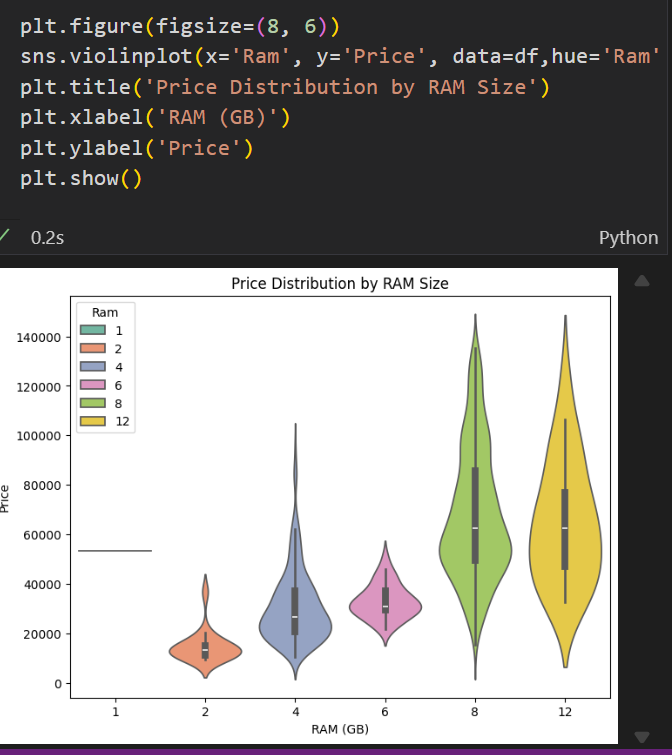 plt.figure(figsize=(8, 6))
sns.violinplot(x='Ram', y='Price', data=df,hue='Ram'
plt.title('Price Distribution by RAM Size')
plt.xlabel('RAM (GB)')
plt.ylabel('Price')
plt.show()
0.2s Python
Price Distribution by RAM Size
Ram
1
2
4
6
8
12
140000
120000
100000
80000
60000
40000
20000
0
Price
1 2 4 6 8 12
RAM (GB)